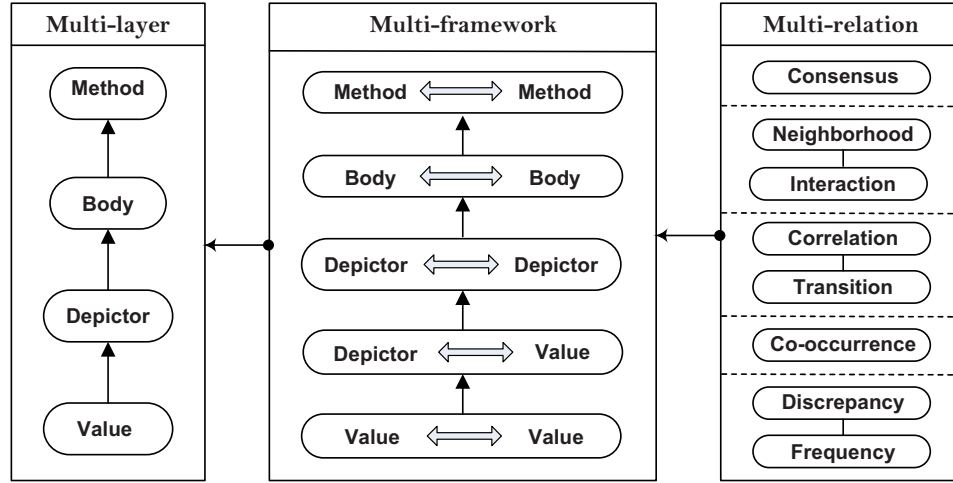 Multi-layer
Method
Body
Depictor
Value
Multi-framework
Method Method
Body Body
Depictor Depictor
Depictor Value
Value Value
Multi-relation
Consensus
Neighborhood
Interaction
Correlation
Transition
Co-occurrence
Discrepancy
Frequency